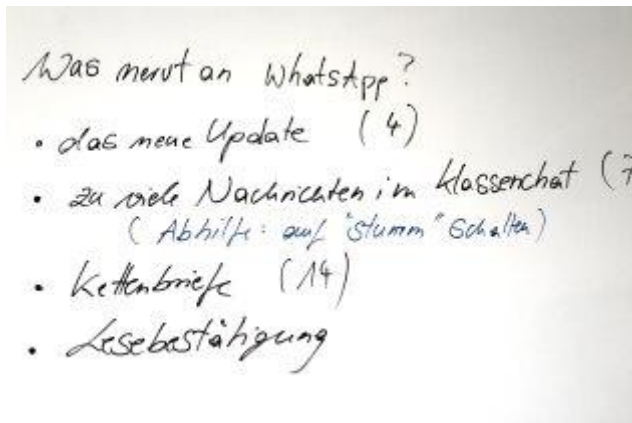 Was nervt an WhatsApp?
• das neue Update (4)
• zu viele Nachrichten im Klassenchat (7
( Abhilfe: auf "stumm" schalten)
• Kettenbriefe (14)
• Lesebestätigung